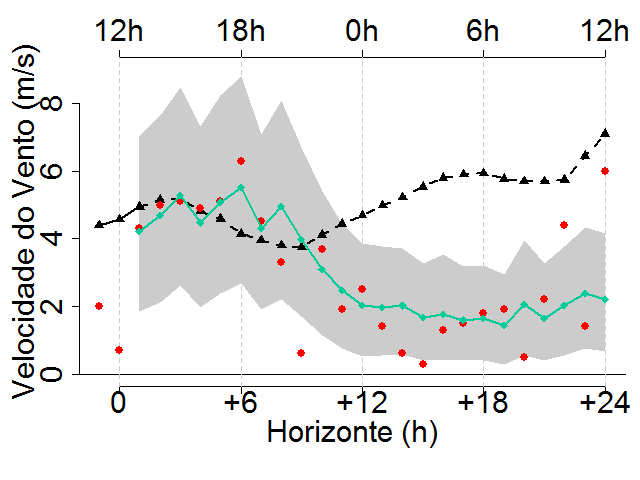 12h 18h 0h 6h 12h
Velocidade do Vento (m/s)
8
6
4
2
0
0 +6 +12 +18 +24
Horizonte (h)